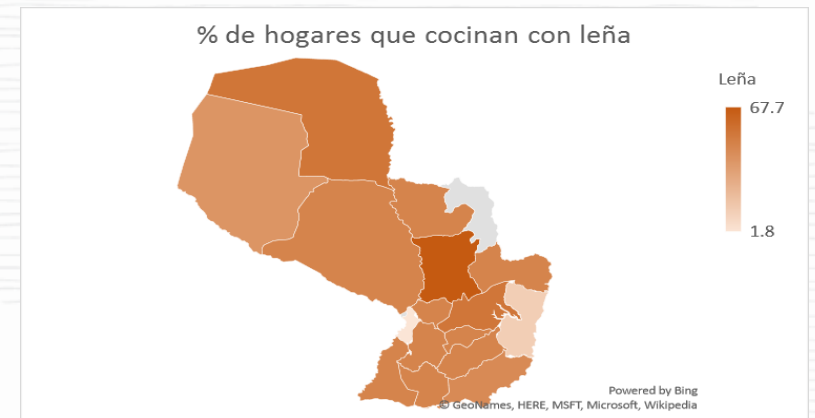 % de hogares que cocinan con leña
Leña
67.7
1.8
Powered by Bing
© GeoNames, HERE, MSFT, Microsoft, Wikipedia